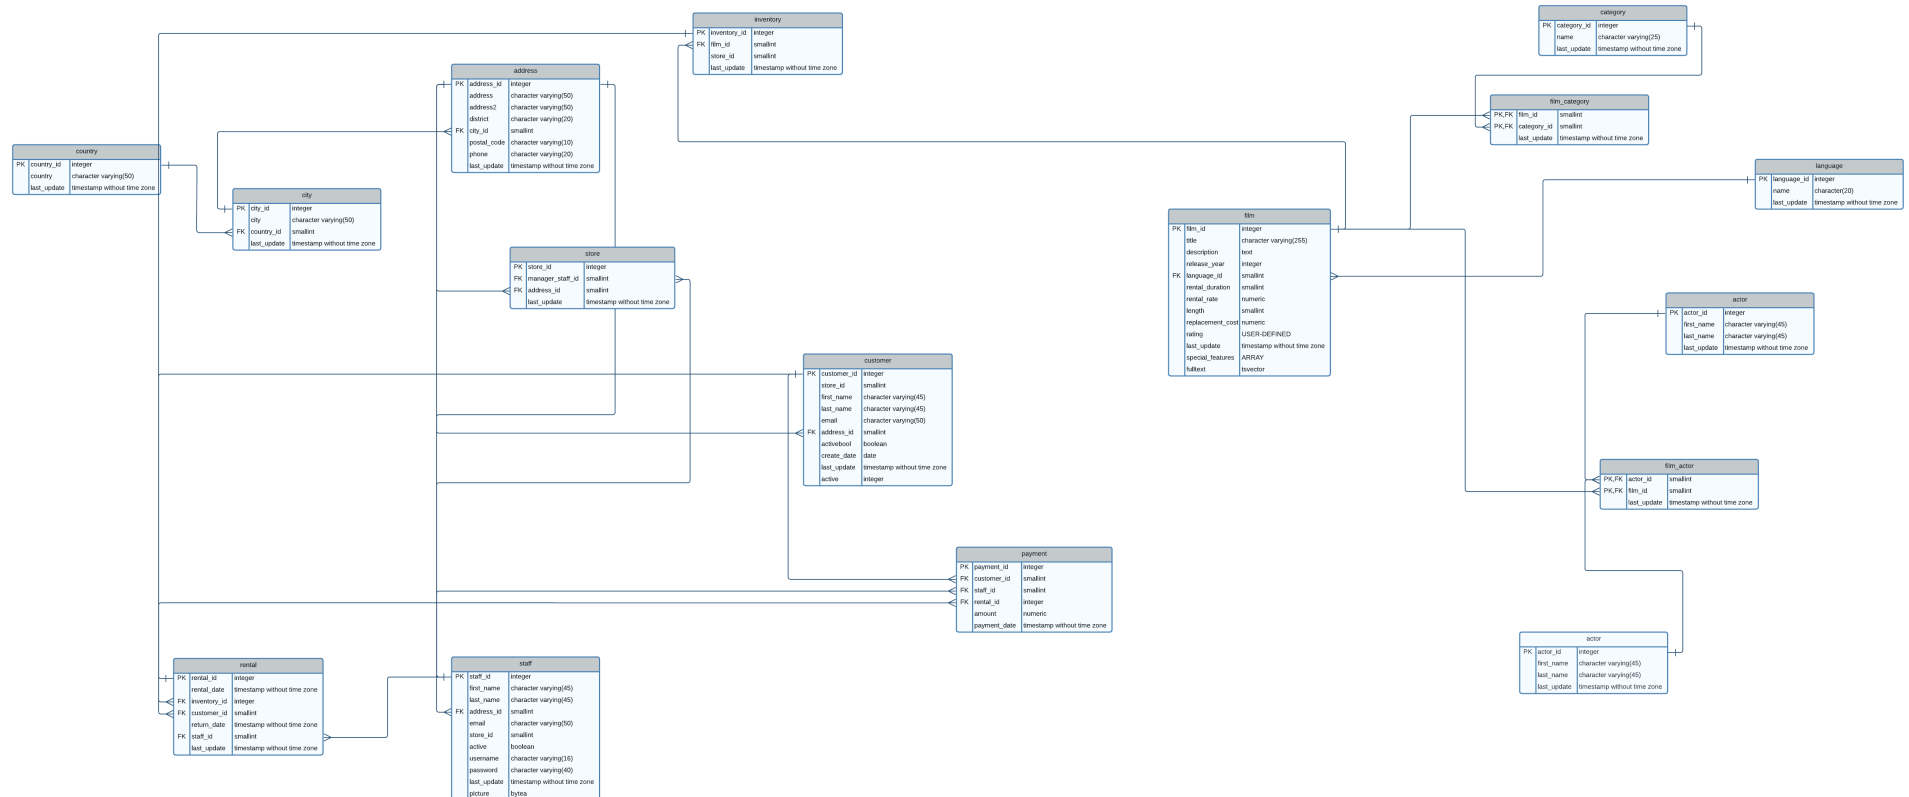 inventory
PK inventory_id integer
FK film_id smallint
store_id smallint
last_update timestamp without time zone
category
PK category_id integer
name character varying(25)
last_update timestamp without time zone
address
PK address_id integer
address character varying(50)
address2 character varying(50)
district character varying(20)
FK city_id smallint
postal_code character varying(10)
phone character varying(20)
last_update timestamp without time zone
film_category
PK,FK film_id smallint
PK,FK category_id smallint
last_update timestamp without time zone
country
PK country_id integer
country character varying(50)
last_update timestamp without time zone
language
PK language_id integer
name character(20)
last_update timestamp without time zone
city
PK city_id integer
city character varying(50)
FK country_id smallint
last_update timestamp without time zone
film
PK film_id integer
title character varying(255)
description text
release_year integer
FK language_id smallint
rental_duration smallint
rental_rate numeric
length smallint
replacement_cost numeric
rating USER-DEFINED
last_update timestamp without time zone
special_features ARRAY
fulltext tsvector
store
PK store_id integer
FK manager_staff_id smallint
FK address_id smallint
last_update timestamp without time zone
actor
PK actor_id integer
first_name character varying(45)
last_name character varying(45)
last_update timestamp without time zone
customer
PK customer_id integer
store_id smallint
first_name character varying(45)
last_name character varying(45)
email character varying(50)
FK address_id smallint
activebool boolean
create_date date
last_update timestamp without time zone
active integer
film_actor
PK,FK actor_id smallint
PK,FK film_id smallint
last_update timestamp without time zone
payment
PK payment_id integer
FK customer_id smallint
FK staff_id smallint
FK rental_id integer
amount numeric
payment_date timestamp without time zone
actor
PK actor_id integer
first_name character varying(45)
last_name character varying(45)
last_update timestamp without time zone
rental
PK rental_id integer
rental_date timestamp without time zone
FK inventory_id integer
FK customer_id smallint
return_date timestamp without time zone
FK staff_id smallint
last_update timestamp without time zone
staff
PK staff_id integer
first_name character varying(45)
last_name character varying(45)
FK address_id smallint
email character varying(50)
store_id smallint
active boolean
username character varying(16)
password character varying(40)
last_update timestamp without time zone
picture bytea